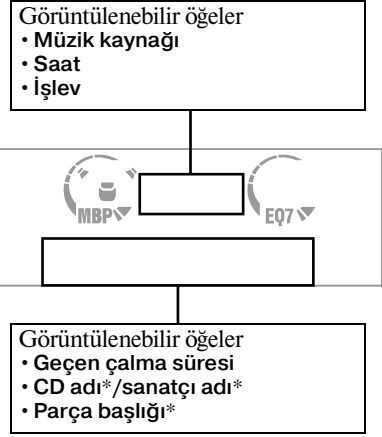 Görüntülenebilir öğeler
• Müzik kaynağı
• Saat
• İşlev
MBP
EQ7
Görüntülenebilir öğeler
• Geçen çalma süresi
• CD adı*/sanatçı adı*
• Parça başlığı*